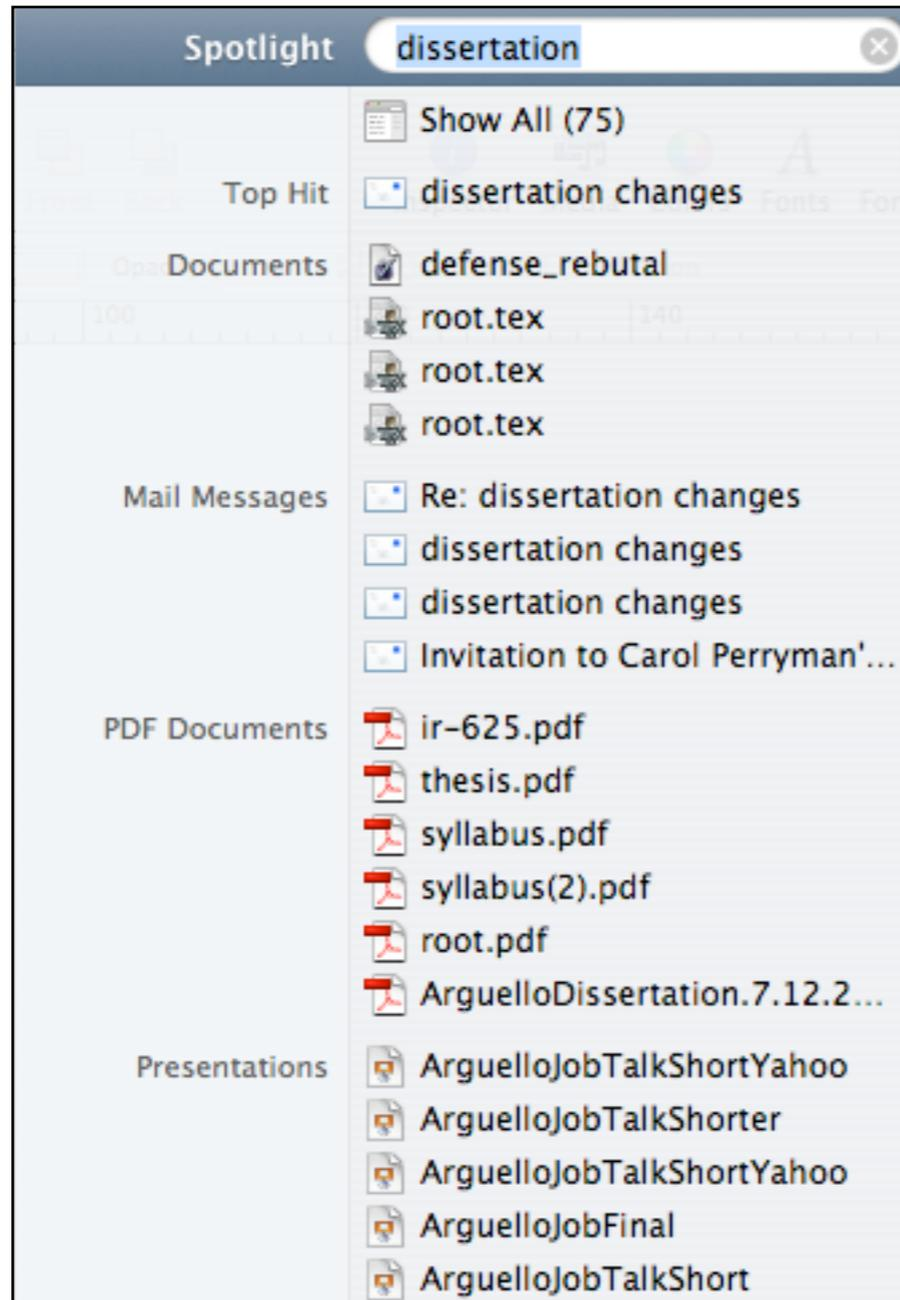 Spotlight dissertation
Show All (75)
Top Hit dissertation changes
Documents defense_rebutal
root.tex
root.tex
root.tex
Mail Messages Re: dissertation changes
dissertation changes
dissertation changes
Invitation to Carol Perryman'...
PDF Documents ir-625.pdf
thesis.pdf
syllabus.pdf
syllabus(2).pdf
root.pdf
ArguelloDissertation.7.12.2...
Presentations ArguelloJobTalkShortYahoo
ArguelloJobTalkShorter
ArguelloJobTalkShortYahoo
ArguelloJobFinal
ArguelloJobTalkShort